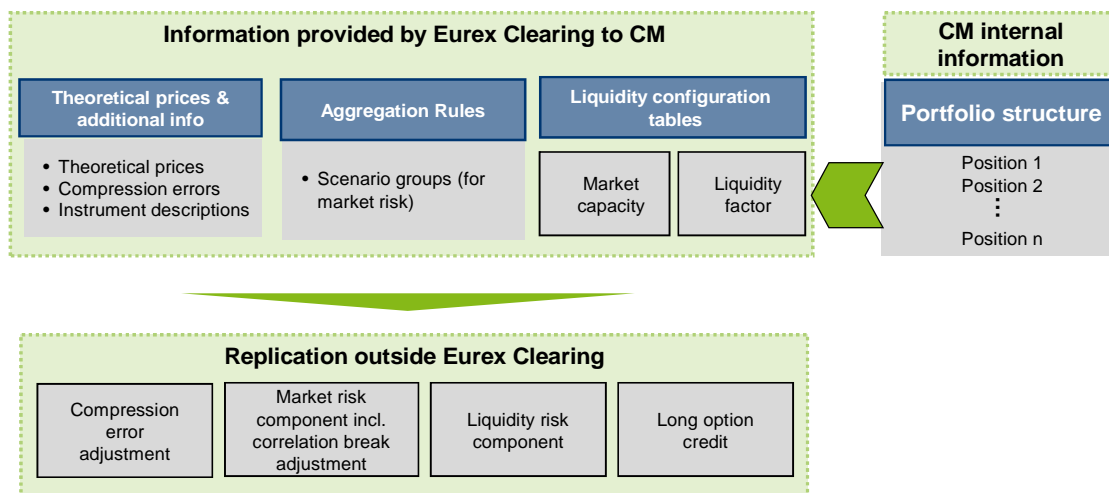 Information provided by Eurex Clearing to CM
Theoretical prices &
additional info
• Theoretical prices
• Compression errors
• Instrument descriptions
Aggregation Rules
• Scenario groups (for
market risk)
Liquidity configuration
tables
Market
capacity
Liquidity
factor
CM internal
information
Portfolio structure
Position 1
Position 2
⋮
Position n
Replication outside Eurex Clearing
Compression
error
adjustment
Market risk
component incl.
correlation break
adjustment
Liquidity risk
component
Long option
credit